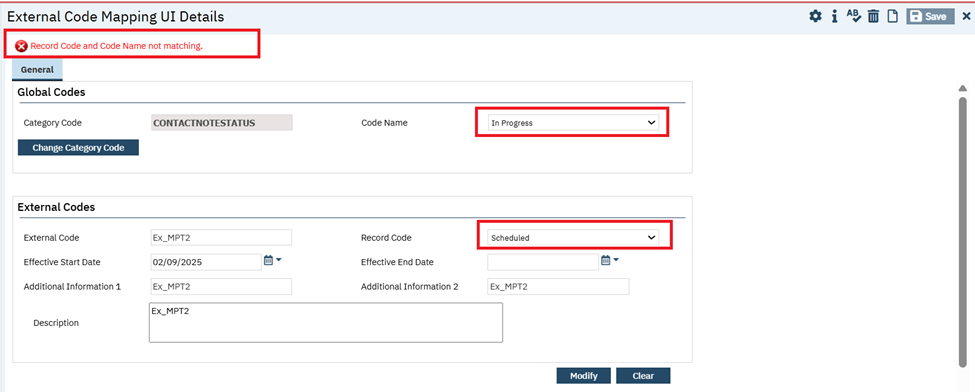 External Code Mapping UI Details
Save
Record Code and Code Name not matching.
General
Global Codes
Category Code CONTACTNOTESTATUS Code Name In Progress
Change Category Code
External Codes
External Code Ex_MPT2 Record Code Scheduled
Effective Start Date 02/09/2025 Effective End Date
Additional Information 1 Ex_MPT2 Additional Information 2 Ex_MPT2
Description Ex_MPT2
Modify Clear